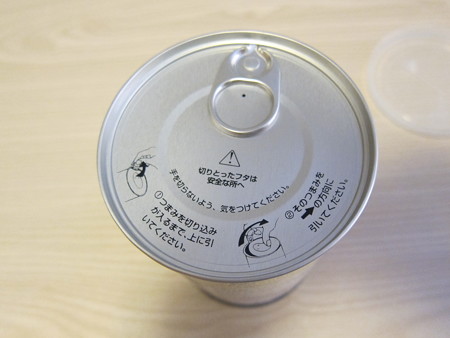 切りとったフタは
安全な所へ
手を切らないよう、気をつけてください。
①つまみを切り込み
が入るまで、上に引
いてください。
②そのつまみを
➡の方向に
引いてください。